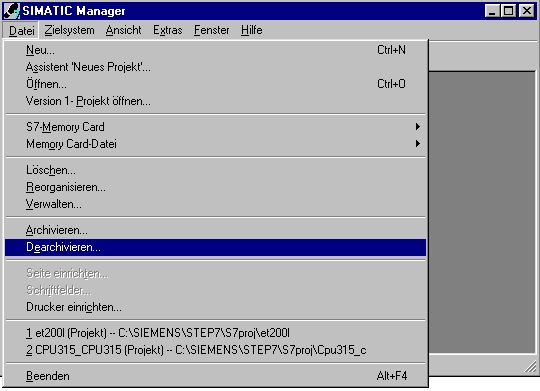 SIMATIC Manager
Datei Zielsystem Ansicht Extras Fenster Hilfe
Neu... Ctrl+N
Assistent 'Neues Projekt'...
Öffnen... Ctrl+O
Version 1- Projekt öffnen...
S7-Memory Card
Memory Card-Datei
Löschen...
Reorganisieren...
Verwalten...
Archivieren...
Dearchivieren...
Seite einrichten...
Schriftfelder...
Drucker einrichten...
1 et200l (Projekt) -- C:\SIEMENS\STEP7\S7proj\et200l
2 CPU315_CPU315 (Projekt) -- C:\SIEMENS\STEP7\S7proj\Cpu315_c
Beenden Alt+F4